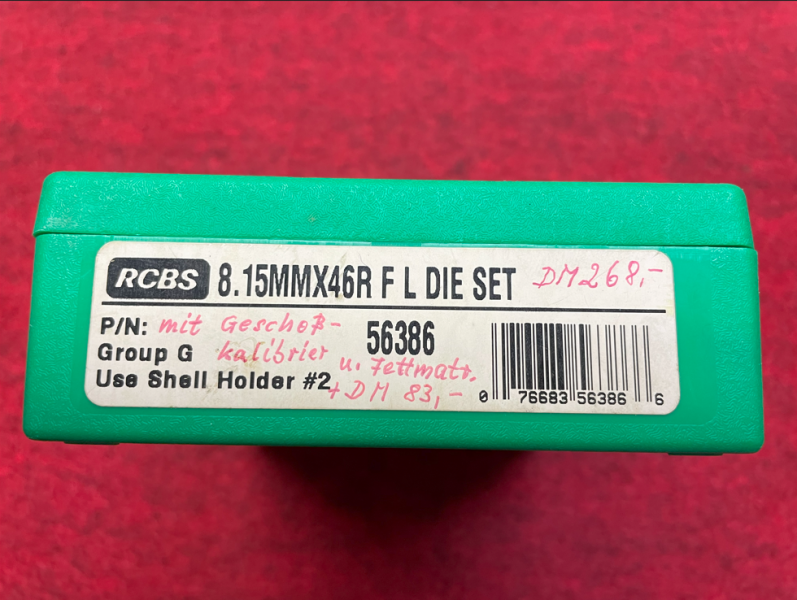 RCBS 8.15MMX46R F L DIE SET DM 268,-
P/N: mit Geschoß- 56386
Group G kalibrier u. Fettmatr.
Use Shell Holder #2 + DM 83,-
0 76683 56386 6